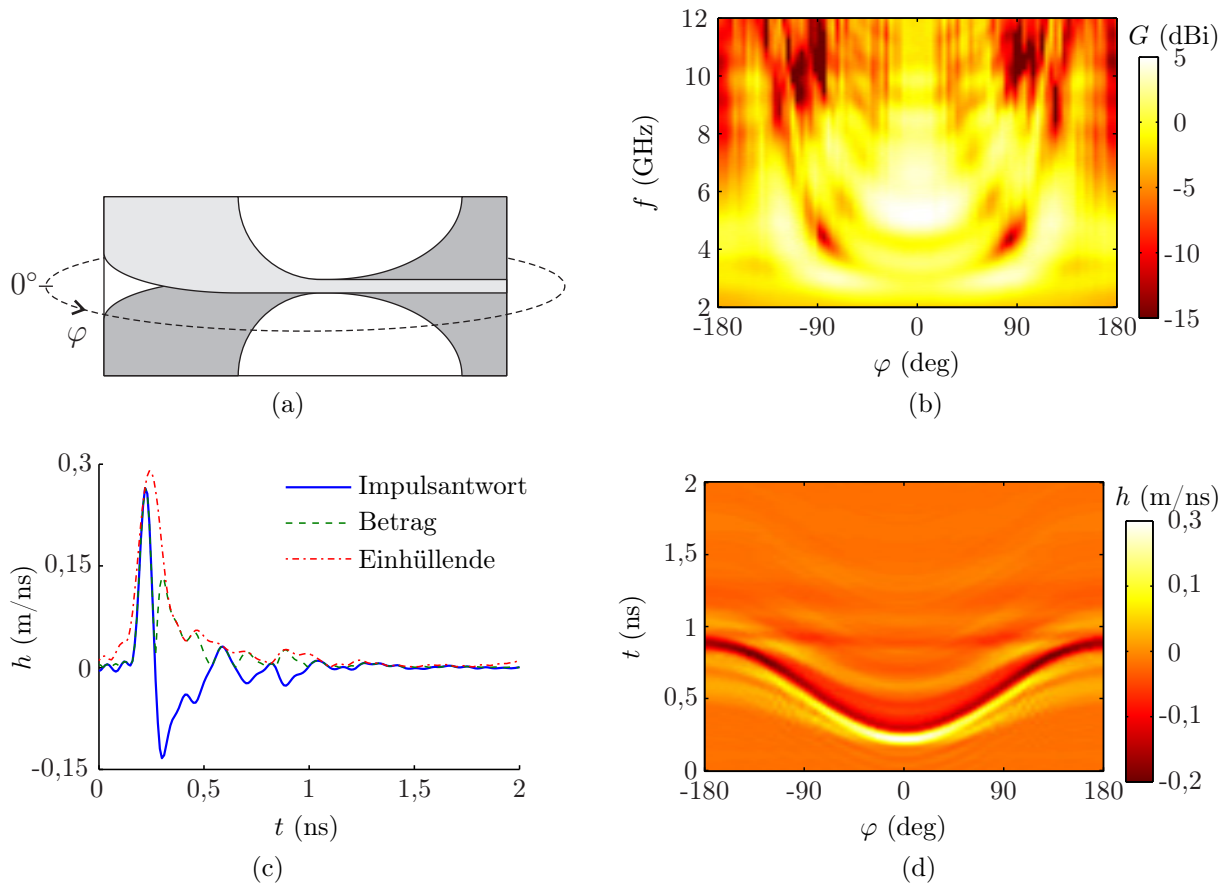 0°
φ
(a)
12
10
8
6
4
2
f (GHz)
-180
-90
0
90
180
φ (deg)
G (dBi)
5
0
-5
-10
-15
(b)
0,3
0,15
0
-0,15
h (m/ns)
0
0,5
1
1,5
2
t (ns)
Impulsantwort
Betrag
Einhüllende
(c)
2
1,5
1
0,5
0
t (ns)
-180
-90
0
90
180
φ (deg)
h (m/ns)
0,3
0,1
0
-0,1
-0,2
(d)